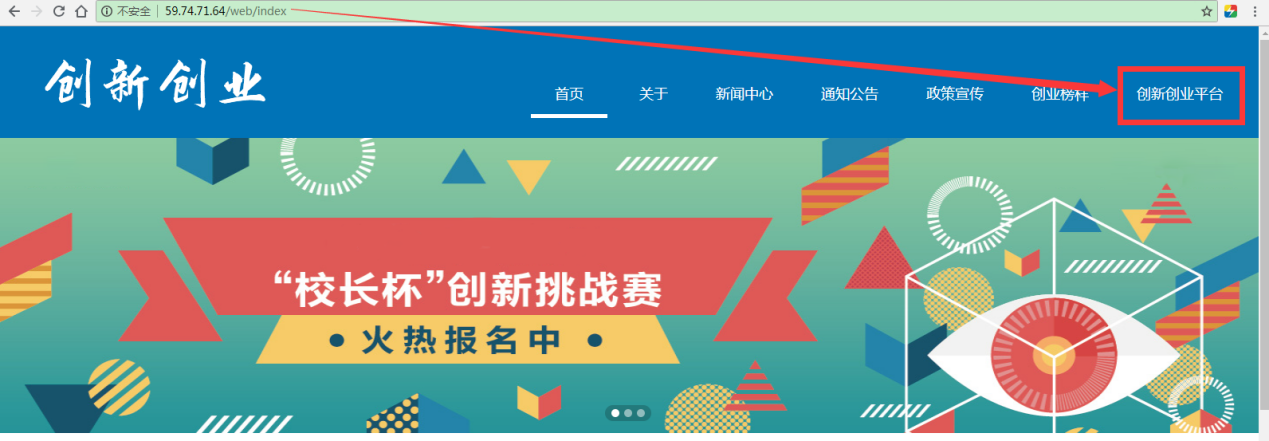 不安全 | 59.74.71.64/web/index
创新创业
首页 关于 新闻中心 通知公告 政策宣传 创业榜样 创新创业平台
“校长杯”创新挑战赛
• 火热报名中 •